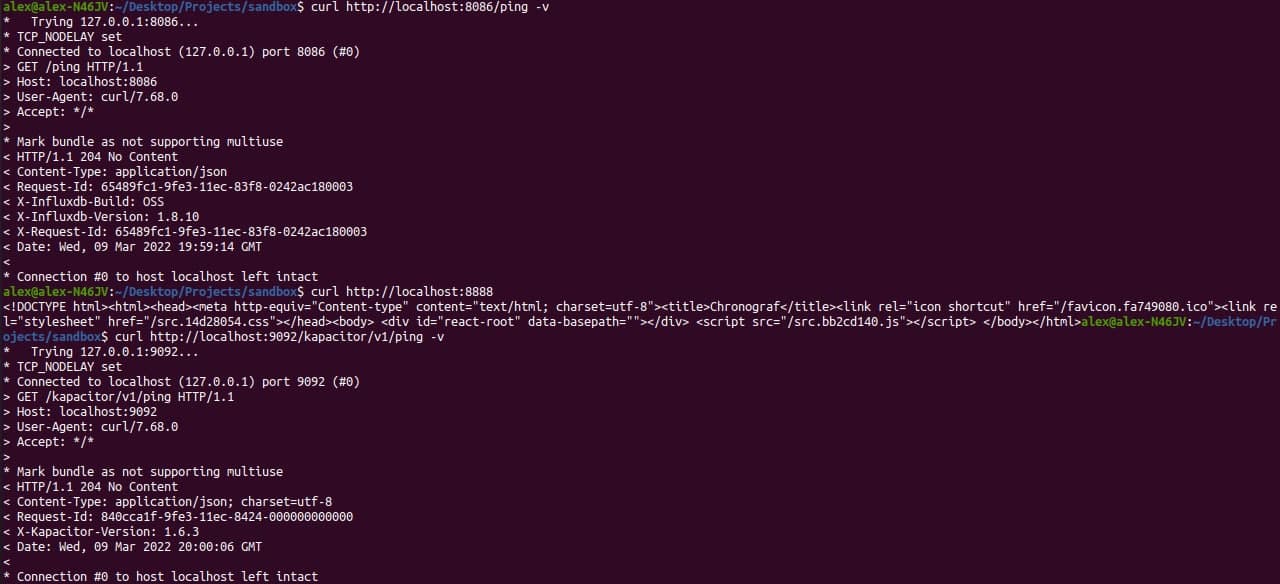 alex@alex-N46JV:~/Desktop/Projects/sandbox$ curl http://localhost:8086/ping -v
*   Trying 127.0.0.1:8086...
* TCP_NODELAY set
* Connected to localhost (127.0.0.1) port 8086 (#0)
> GET /ping HTTP/1.1
> Host: localhost:8086
> User-Agent: curl/7.68.0
> Accept: */*
>
* Mark bundle as not supporting multiuse
< HTTP/1.1 204 No Content
< Content-Type: application/json
< Request-Id: 65489fc1-9fe3-11ec-83f8-0242ac180003
< X-Influxdb-Build: OSS
< X-Influxdb-Version: 1.8.10
< X-Request-Id: 65489fc1-9fe3-11ec-83f8-0242ac180003
< Date: Wed, 09 Mar 2022 19:59:14 GMT
<
* Connection #0 to host localhost left intact
alex@alex-N46JV:~/Desktop/Projects/sandbox$ curl http://localhost:8888
<!DOCTYPE html><html><head><meta http-equiv="Content-type" content="text/html; charset=utf-8"><title>Chronograf</title><link rel="icon shortcut" href="/favicon.fa749080.ico"><link re
l="stylesheet" href="/src.14d28054.css"></head><body> <div id="react-root" data-basepath=""></div> <script src="/src.bb2cd140.js"></script> </body></html>alex@alex-N46JV:~/Desktop/Pr
ojects/sandbox$ curl http://localhost:9092/kapacitor/v1/ping -v
*   Trying 127.0.0.1:9092...
* TCP_NODELAY set
* Connected to localhost (127.0.0.1) port 9092 (#0)
> GET /kapacitor/v1/ping HTTP/1.1
> Host: localhost:9092
> User-Agent: curl/7.68.0
> Accept: */*
>
* Mark bundle as not supporting multiuse
< HTTP/1.1 204 No Content
< Content-Type: application/json; charset=utf-8
< Request-Id: 840cca1f-9fe3-11ec-8424-000000000000
< X-Kapacitor-Version: 1.6.3
< Date: Wed, 09 Mar 2022 20:00:06 GMT
<
* Connection #0 to host localhost left intact